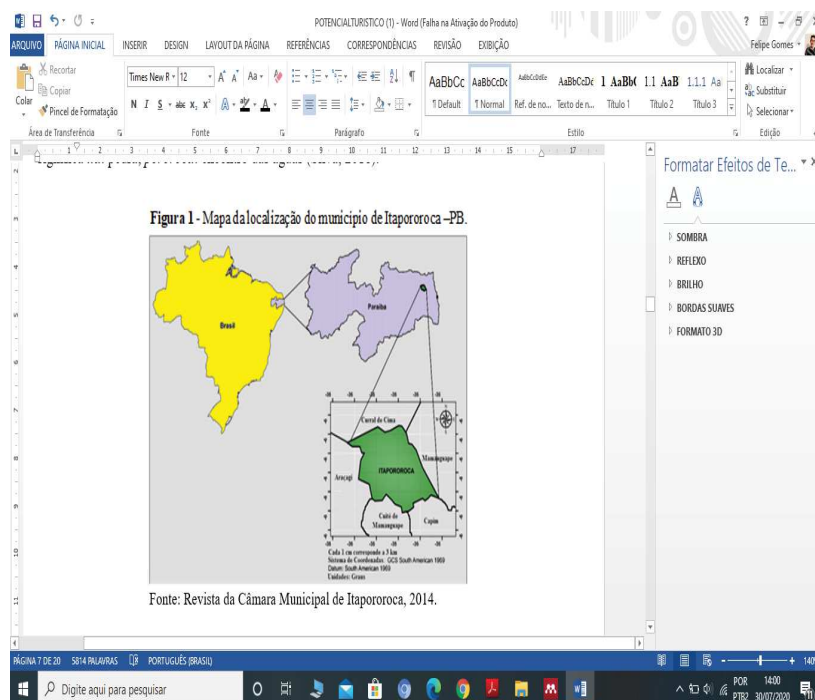 POTENCIALTURISTICO (1) - Word (Falha na Ativação do Produto)
ARQUIVO PÁGINA INICIAL INSERIR DESIGN LAYOUT DA PÁGINA REFERÊNCIAS CORRESPONDÊNCIAS REVISÃO EXIBIÇÃO Felipe Gomes
Colar
Recortar
Copiar
Pincel de Formatação
Área de Transferência
Times New R 12
N I S abc x₂ x²
Fonte
Parágrafo
AaBbCc AaBbCcDc AaBbCcDdEe AaBbCcDc 1 AaBb( 1.1 AaB 1.1.1 Aa
¶ Default ¶ Normal Ref. de no... Texto de n... Título 1 Título 2 Título 3
Estilo
Localizar
Substituir
Selecionar
Edição
Figura 1 - Mapa da localização do municipio de Itapororoca –PB.
Brasil
Paraíba
Curral de Cima
Mamanguape
ITAPOROROCA
Araçagi
Cuité de
Mamanguape
Capim
Cada 1 cm corresponde a 3 km
Sistema de Coordenadas: GCS South American 1969
Datum: South American 1969
Unidades: Graus
Fonte: Revista da Câmara Municipal de Itapororoca, 2014.
Formatar Efeitos de Te...
SOMBRA
REFLEXO
BRILHO
BORDAS SUAVES
FORMATO 3D
PÁGINA 7 DE 20 5814 PALAVRAS PORTUGUÊS (BRASIL) 140
Digite aqui para pesquisar
POR
PTB2
14:00
30/07/2020